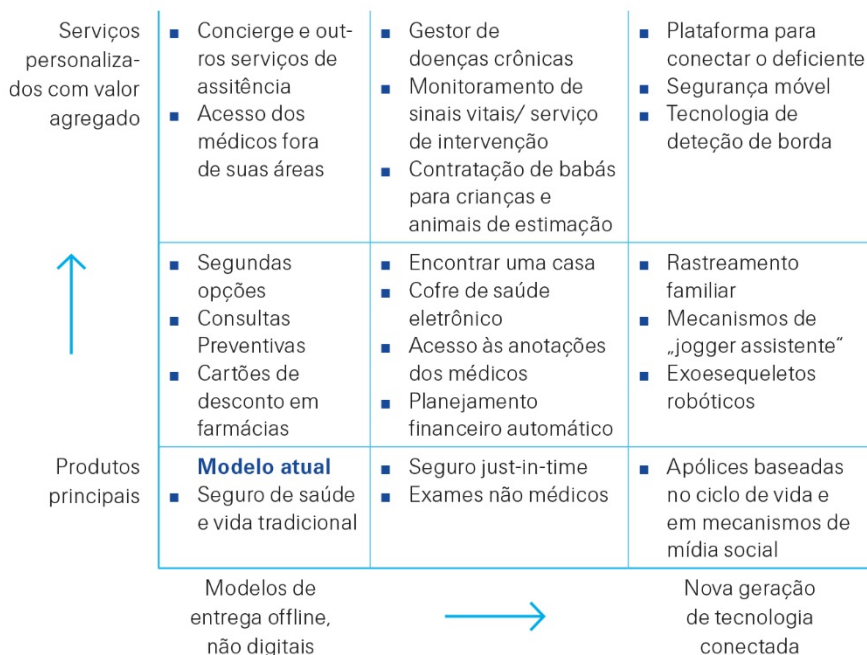 Serviços
personaliza-
dos com valor
agregado
■ Concierge e out-
ros serviços de
assitência
■ Acesso dos
médicos fora
de suas áreas
■ Gestor de
doenças crônicas
■ Monitoramento de
sinais vitais/ serviço
de intervenção
■ Contratação de babás
para crianças e
animais de estimação
■ Plataforma para
conectar o deficiente
■ Segurança móvel
■ Tecnologia de
deteção de borda
■ Segundas
opções
■ Consultas
Preventivas
■ Cartões de
desconto em
farmácias
■ Encontrar uma casa
■ Cofre de saúde
eletrônico
■ Acesso às anotações
dos médicos
■ Planejamento
financeiro automático
■ Rastreamento
familiar
■ Mecanismos de
„jogger assistente“
■ Exoesequeletos
robóticos
Produtos
principais
Modelo atual
■ Seguro de saúde
e vida tradicional
■ Seguro just-in-time
■ Exames não médicos
■ Apólices baseadas
no ciclo de vida e
em mecanismos de
mídia social
Modelos de
entrega offline,
não digitais
Nova geração
de tecnologia
conectada